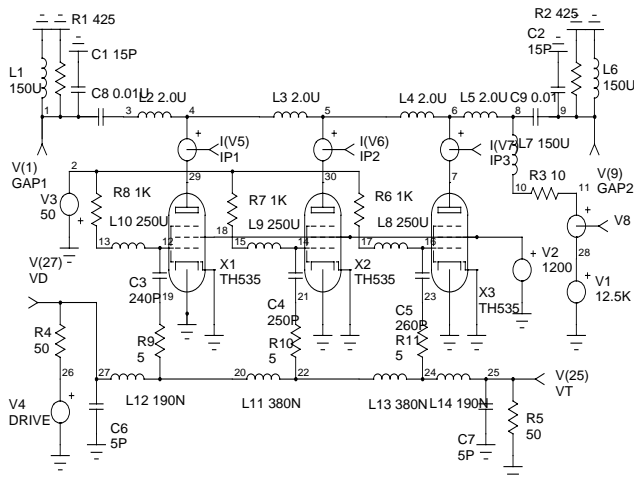 R1 425
R2 425
C1 15P
C2
15P
L1
150U
L6
150U
C8 0.01U
L2 2.0U
L3 2.0U
L4 2.0U
L5 2.0U
C9 0.01
1
3
4
5
6
8
9
V(1)
GAP1
I(V5)
IP1
I(V6)
IP2
I(V7)
IP3
L7 150U
V(9)
GAP2
2
29
30
7
10
R3 10
11
V3
50
R8 1K
R7 1K
R6 1K
L10 250U
L9 250U
L8 250U
18
V8
13
12
15
14
17
16
28
V(27)
VD
C3
240P
19
X1
TH535
C4
250P
21
X2
TH535
C5
260P
23
X3
TH535
V2
1200
V1
12.5K
R4
50
R9
5
R10
5
R11
5
26
27
20
22
24
25
V(25)
VT
V4
DRIVE
L12 190N
L11 380N
L13 380N
L14 190N
C6
5P
C7
5P
R5
50
+
+
+
+
+
+
+
+